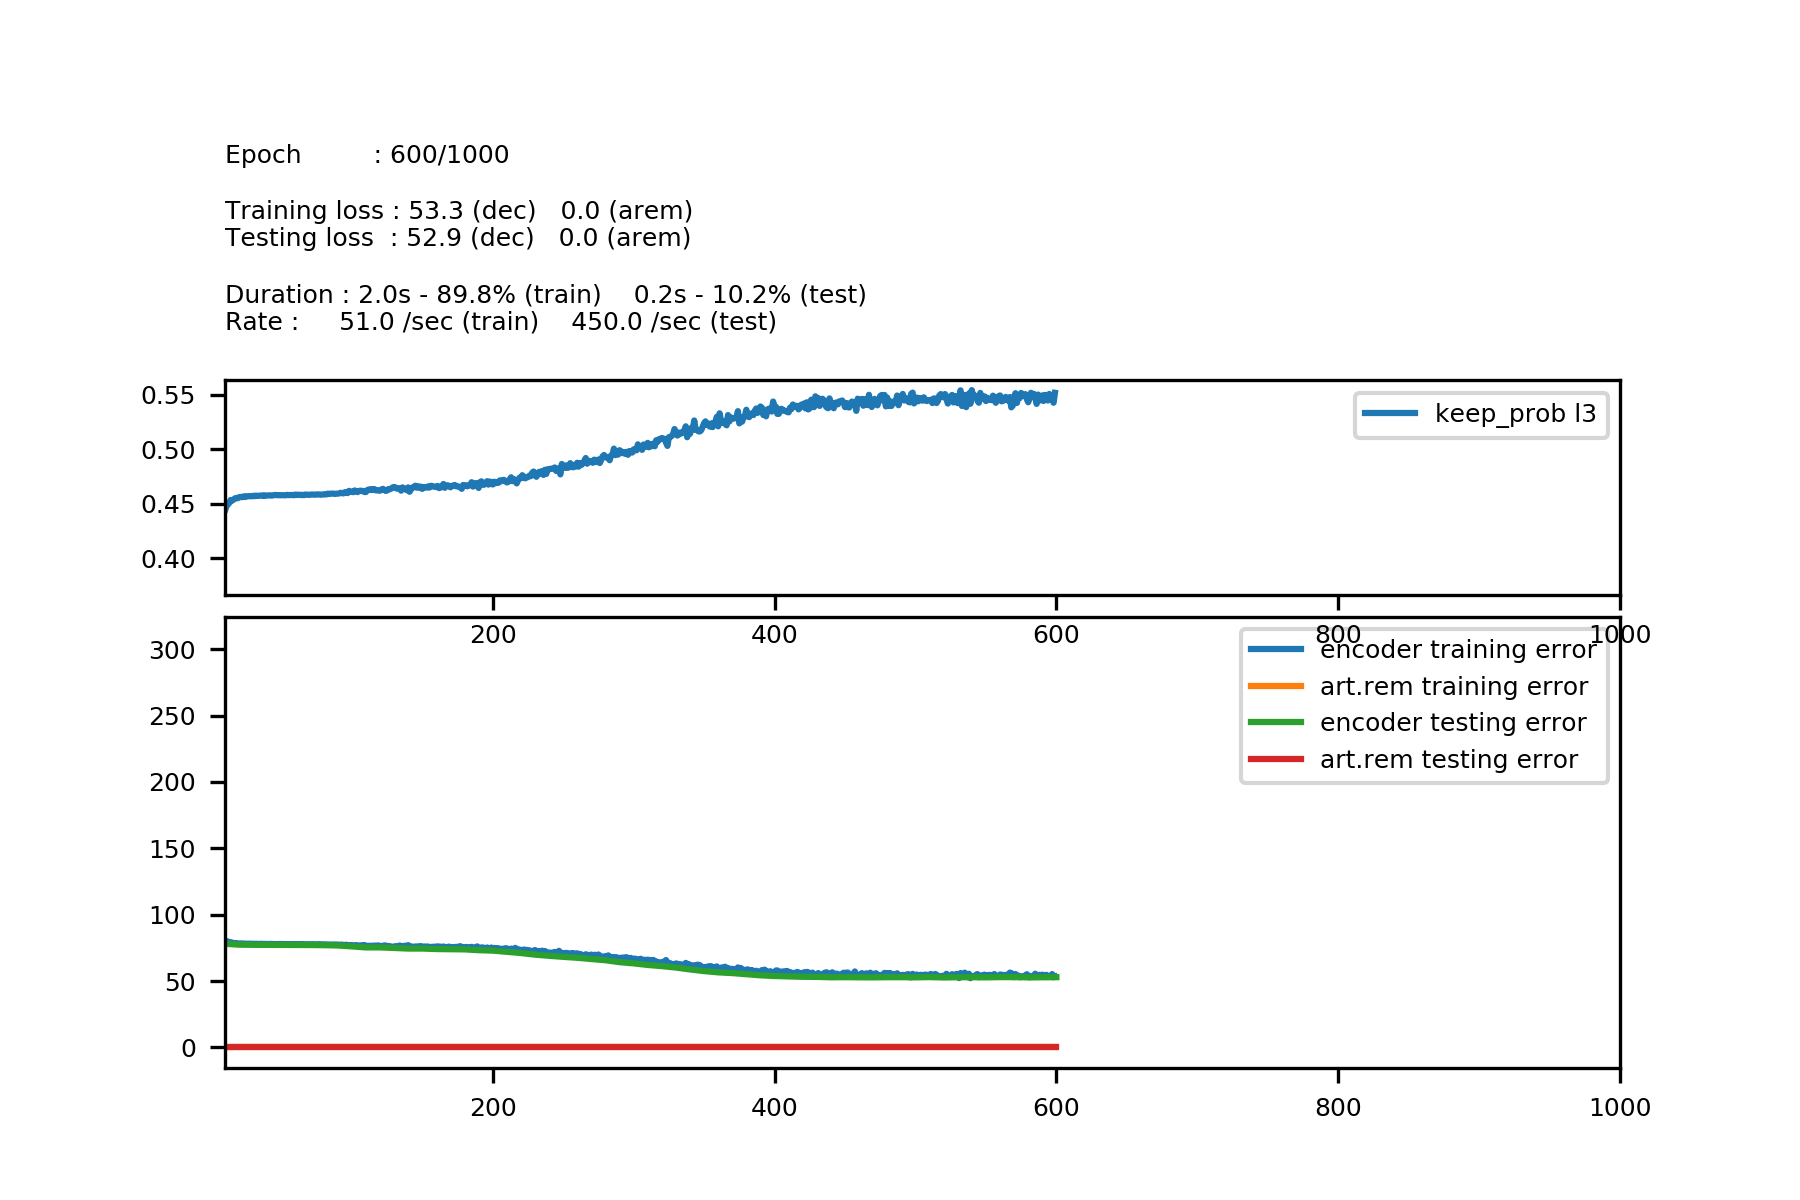 Epoch : 600/1000
Training loss : 53.3 (dec) 0.0 (arem)
Testing loss : 52.9 (dec) 0.0 (arem)
Duration : 2.0s - 89.8% (train) 0.2s - 10.2% (test)
Rate : 51.0 /sec (train) 450.0 /sec (test)
0.55
0.50
0.45
0.40
keep_prob l3
200 400 600 800 1000
300
250
200
150
100
50
0
encoder training error
art.rem training error
encoder testing error
art.rem testing error
200 400 600 800 1000